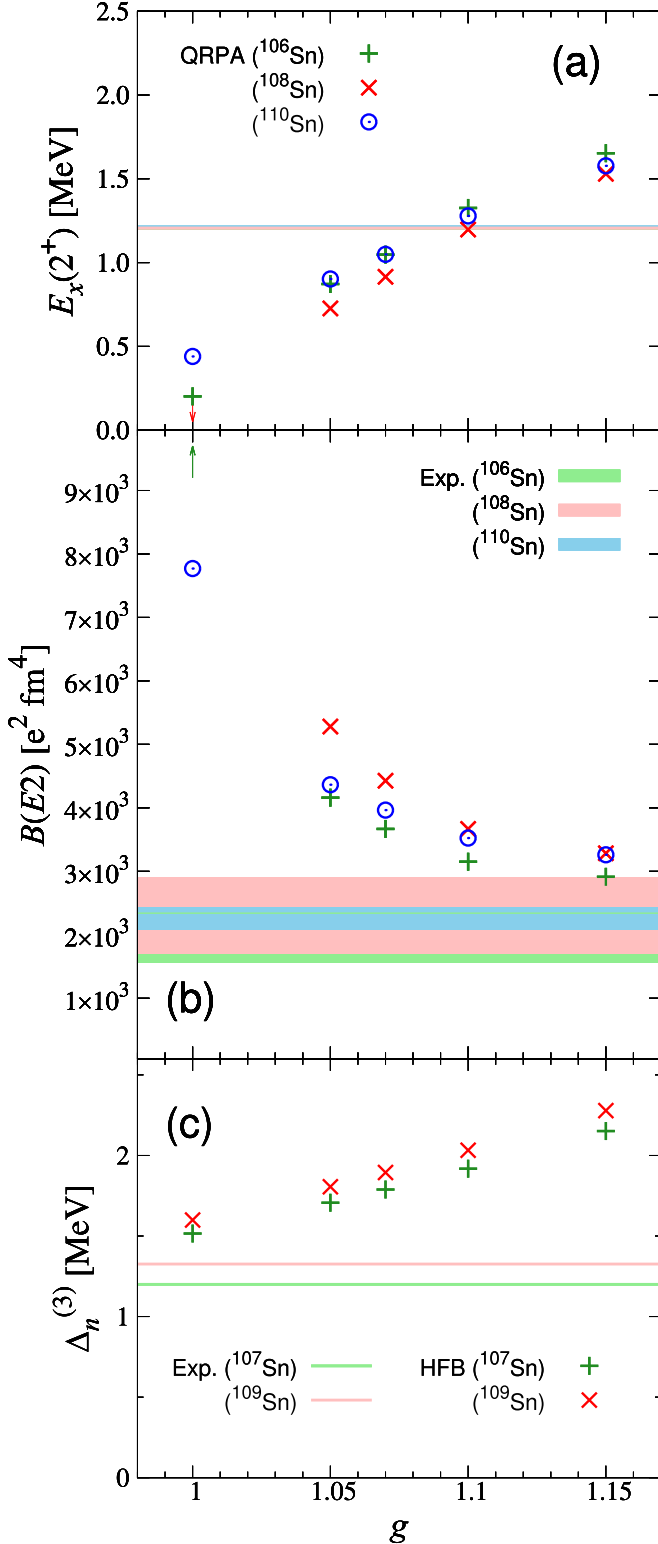 2.5
QRPA (¹⁰⁶Sn)
(a)
(¹⁰⁸Sn)
2.0
(¹¹⁰Sn)
1.5
1.0
0.5
0.0
Eₓ(2⁺) [MeV]
Exp. (¹⁰⁶Sn)
9×10³
(¹⁰⁸Sn)
(¹¹⁰Sn)
8×10³
7×10³
6×10³
5×10³
4×10³
3×10³
2×10³
1×10³
(b)
B(E2) [e² fm⁴]
(c)
2
1
Exp. (¹⁰⁷Sn)
HFB (¹⁰⁷Sn)
(¹⁰⁹Sn)
(¹⁰⁹Sn)
0
Δₙ⁽³⁾ [MeV]
1 1.05 1.1 1.15
g